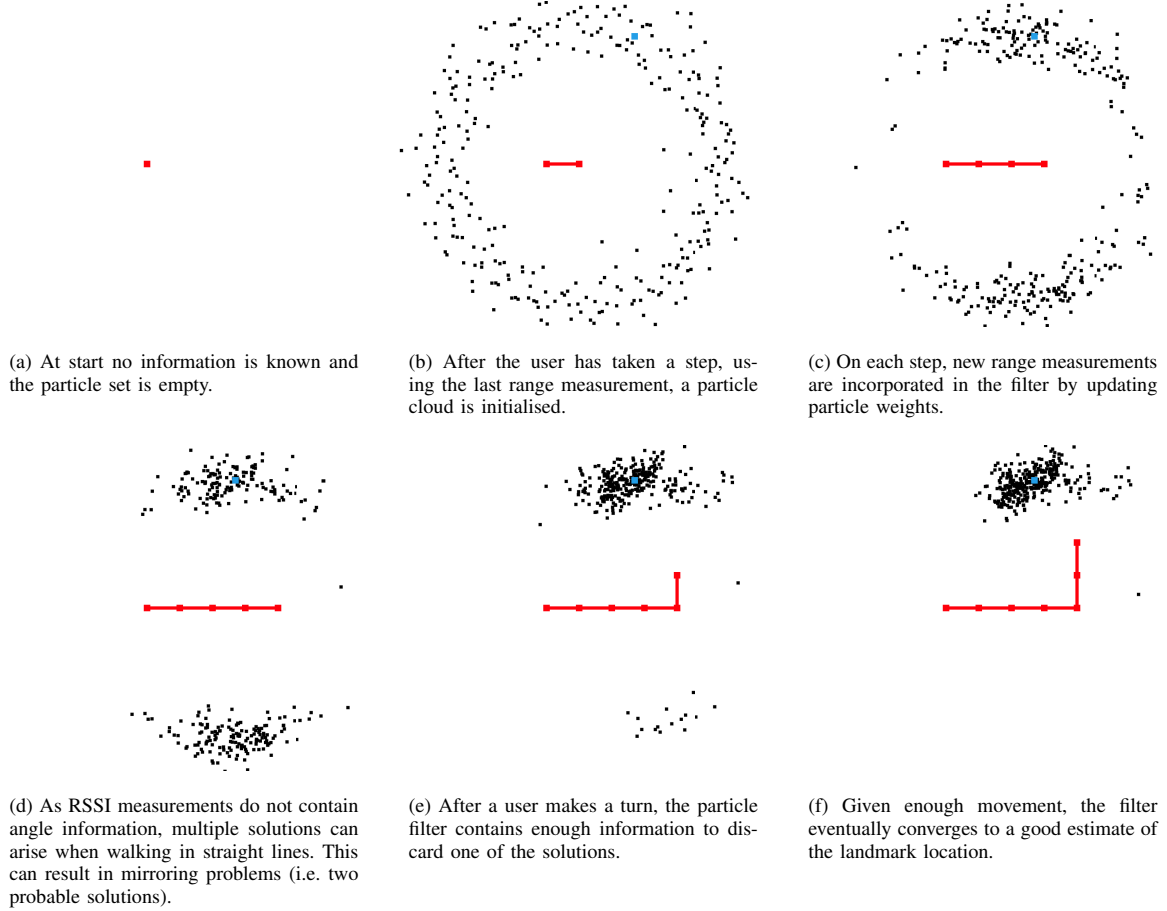 (a) At start no information is known and
the particle set is empty.
(b) After the user has taken a step, us-
ing the last range measurement, a particle
cloud is initialised.
(c) On each step, new range measurements
are incorporated in the filter by updating
particle weights.
(d) As RSSI measurements do not contain
angle information, multiple solutions can
arise when walking in straight lines. This
can result in mirroring problems (i.e. two
probable solutions).
(e) After a user makes a turn, the particle
filter contains enough information to dis-
card one of the solutions.
(f) Given enough movement, the filter
eventually converges to a good estimate of
the landmark location.